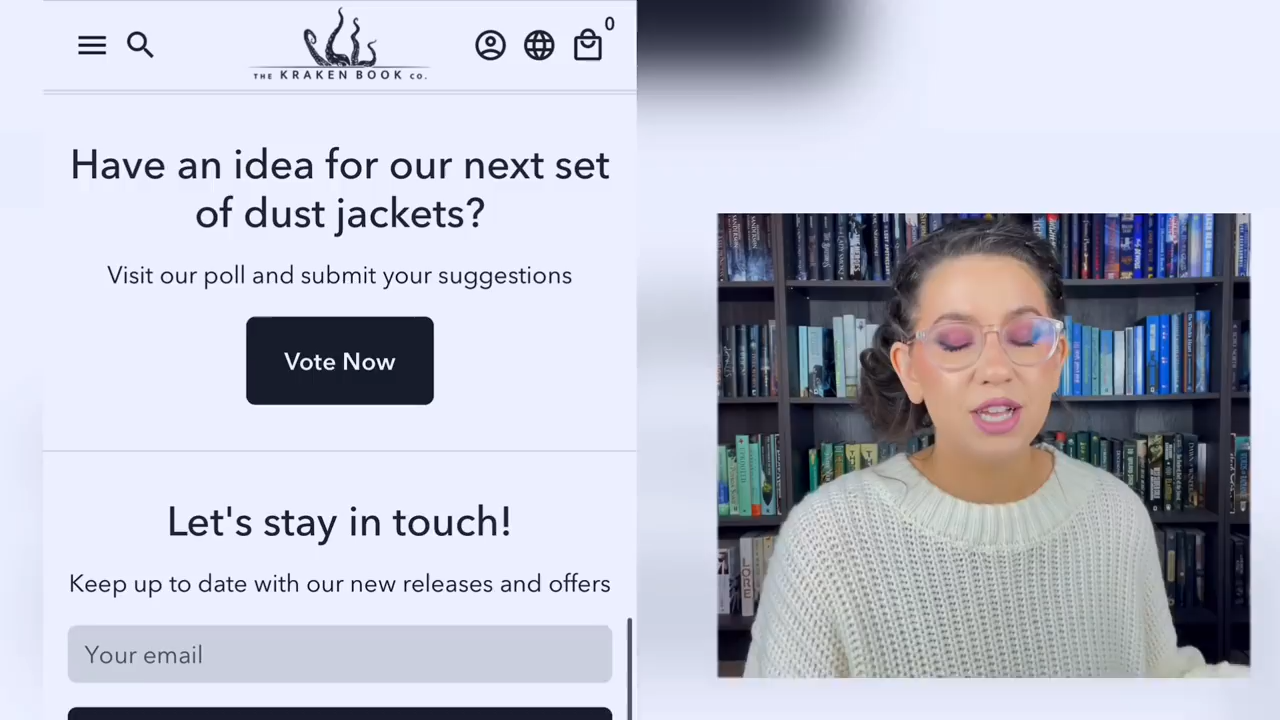 0
THE KRAKEN BOOK CO.
Have an idea for our next set
of dust jackets?
Visit our poll and submit your suggestions
Vote Now
Let's stay in touch!
Keep up to date with our new releases and offers
Your email
SANDERSON
LORE